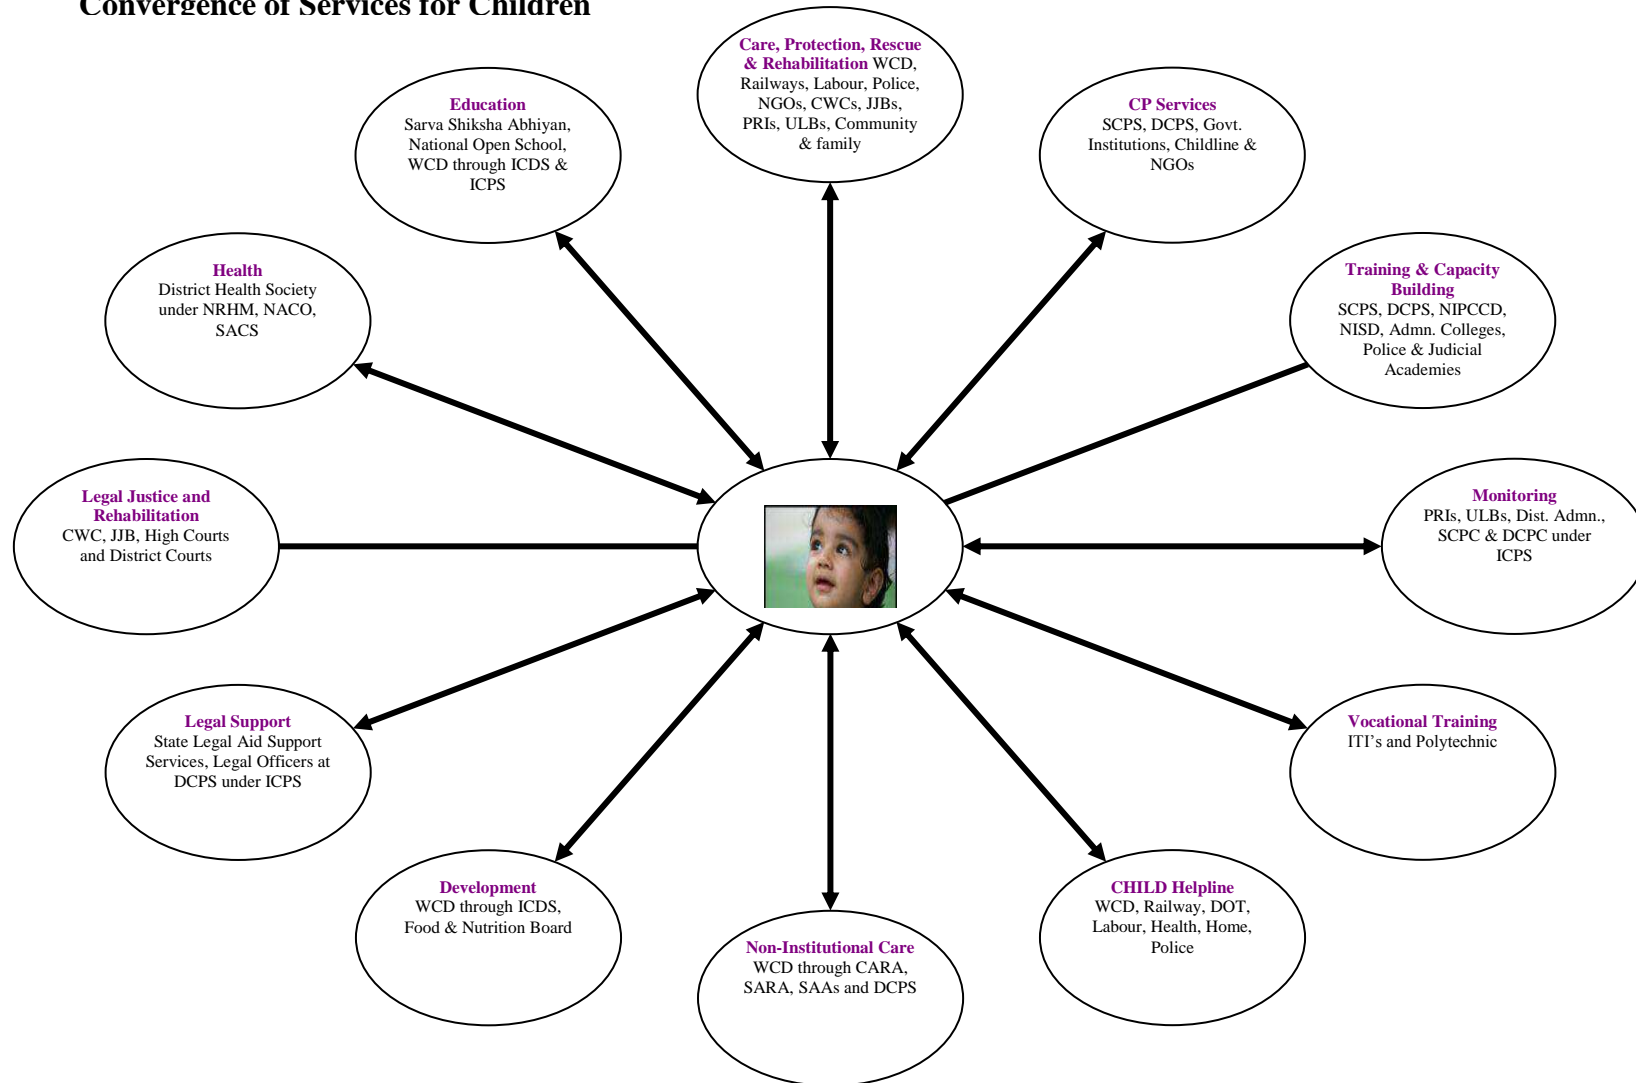 Convergence of Services for Children
Care, Protection, Rescue
& Rehabilitation WCD,
Railways, Labour, Police,
NGOs, CWCs, JJBs,
PRIs, ULBs, Community
& family
Education
Sarva Shiksha Abhiyan,
National Open School,
WCD through ICDS &
ICPS
CP Services
SCPS, DCPS, Govt.
Institutions, Childline &
NGOs
Health
District Health Society
under NRHM, NACO,
SACS
Training & Capacity
Building
SCPS, DCPS, NIPCCD,
NISD, Admn. Colleges,
Police & Judicial
Academies
Legal Justice and
Rehabilitation
CWC, JJB, High Courts
and District Courts
Monitoring
PRIs, ULBs, Dist. Admn.,
SCPC & DCPC under
ICPS
Legal Support
State Legal Aid Support
Services, Legal Officers at
DCPS under ICPS
Vocational Training
ITI’s and Polytechnic
Development
WCD through ICDS,
Food & Nutrition Board
Non-Institutional Care
WCD through CARA,
SARA, SAAs and DCPS
CHILD Helpline
WCD, Railway, DOT,
Labour, Health, Home,
Police